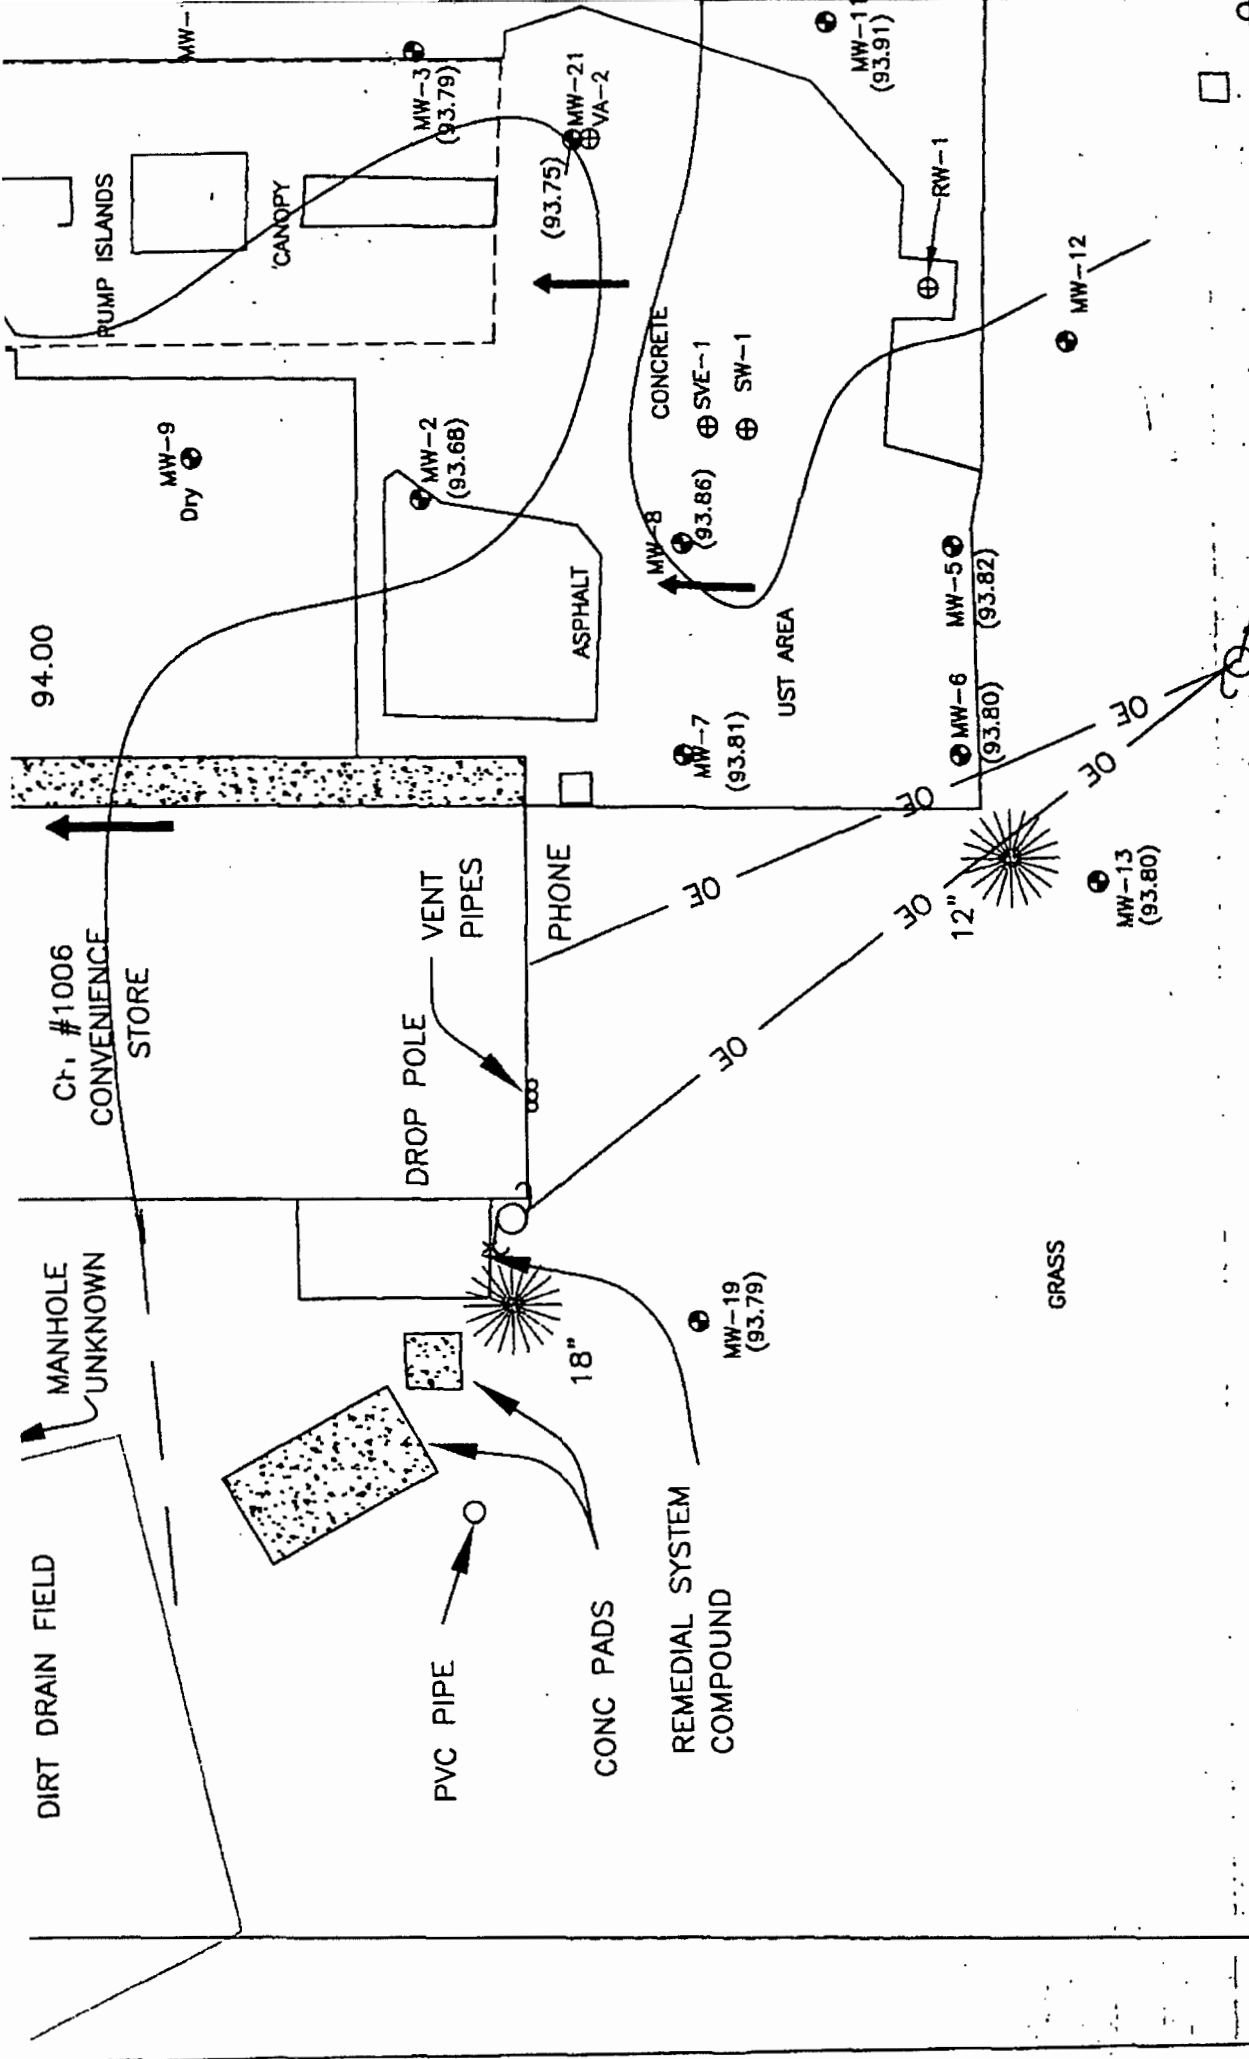 DIRT DRAIN FIELD
MANHOLE
UNKNOWN
#1006
CONVENIENCE
STORE
94.00
MW-9
Dry
PUMP ISLANDS
CANOPY
MW-
MW-3
(93.79)
MW-2
(93.68)
MW-21
VA-2
(93.75)
MW-11
(93.91)
RW-1
MW-12
CONCRETE
SVE-1
SW-1
MW-8
(93.86)
ASPHALT
UST AREA
MW-7
(93.81)
MW-5
(93.82)
MW-6
(93.80)
VENT
PIPES
PHONE
DROP POLE
OE
OE
OE
OE
OE
OE
OE
12"
MW-13
(93.80)
18"
MW-19
(93.79)
GRASS
PVC PIPE
CONC PADS
REMEDIAL SYSTEM
COMPOUND